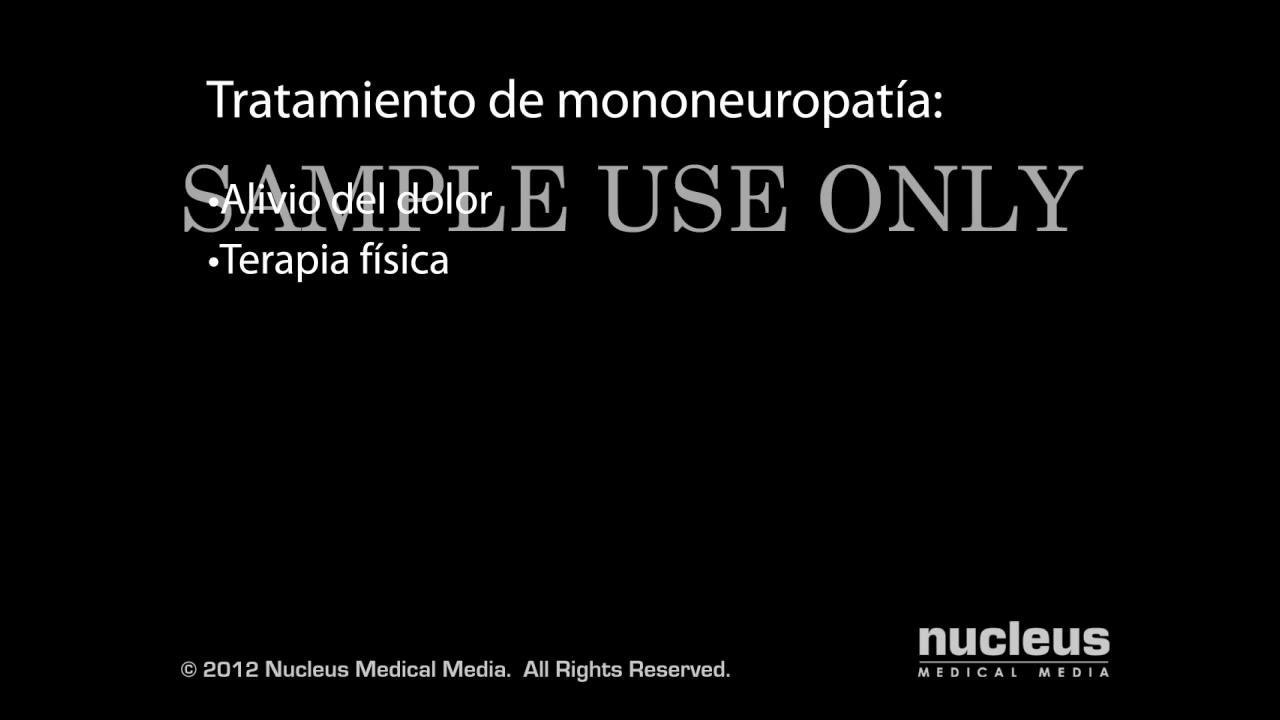 Tratamiento de mononeuropatía:
SAMPLE USE ONLY
•Alivio del dolor
•Terapia física
nucleus
MEDICAL MEDIA
© 2012 Nucleus Medical Media. All Rights Reserved.